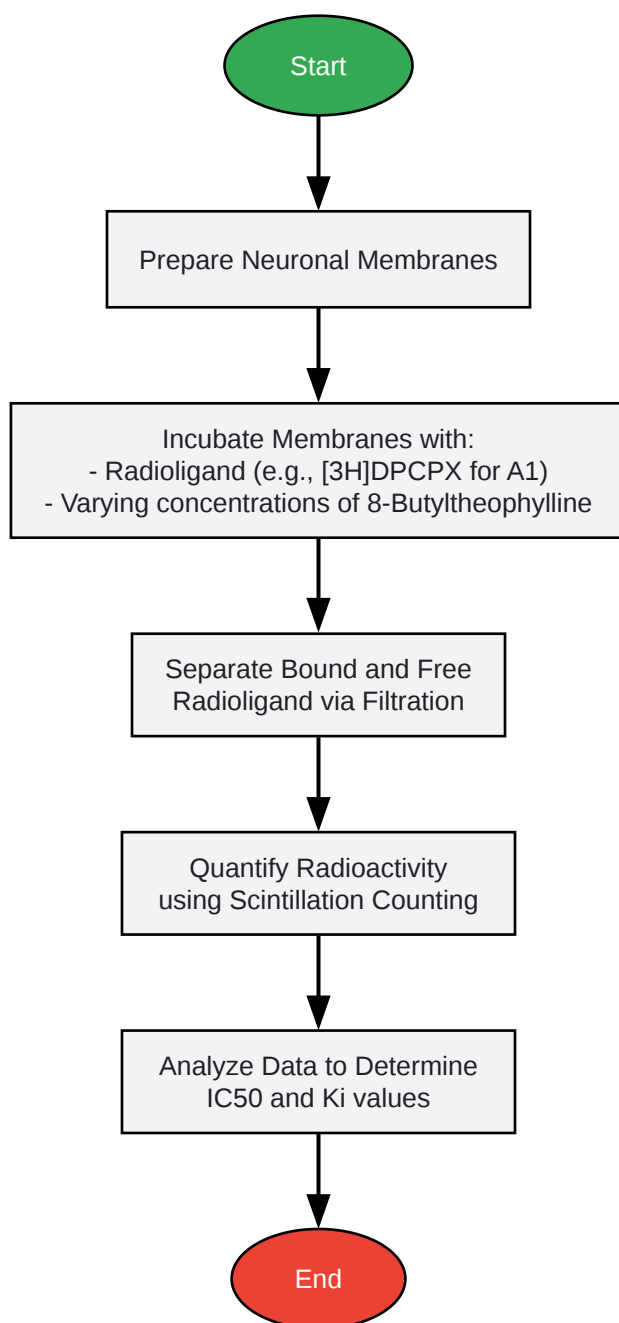 Start
Prepare Neuronal Membranes
Incubate Membranes with:
- Radioligand (e.g., [3H]DPCPX for A1)
- Varying concentrations of 8-Butyltheophylline
Separate Bound and Free
Radioligand via Filtration
Quantify Radioactivity
using Scintillation Counting
Analyze Data to Determine
IC50 and Ki values
End